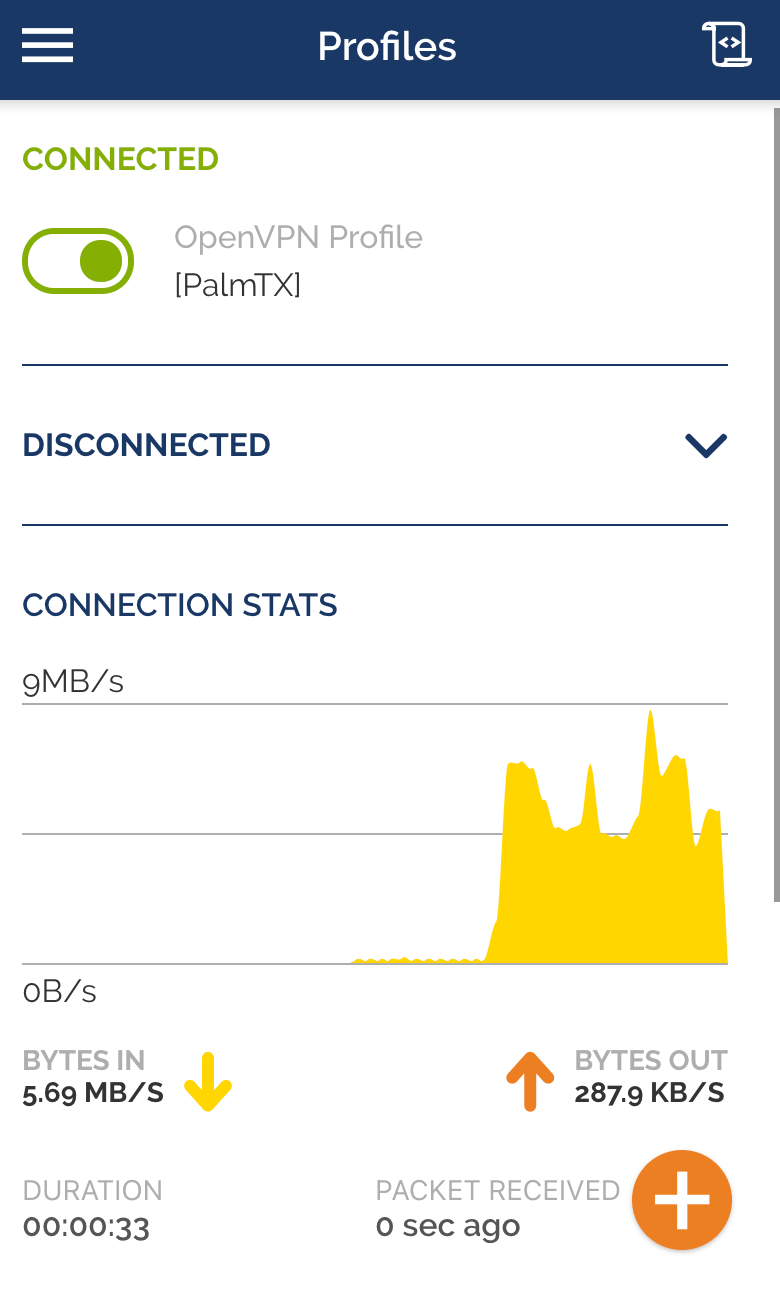 Profiles
CONNECTED
OpenVPN Profile
[PalmTX]
DISCONNECTED
CONNECTION STATS
9MB/s
0B/s
BYTES IN
5.69 MB/S
BYTES OUT
287.9 KB/S
DURATION
00:00:33
PACKET RECEIVED
0 sec ago